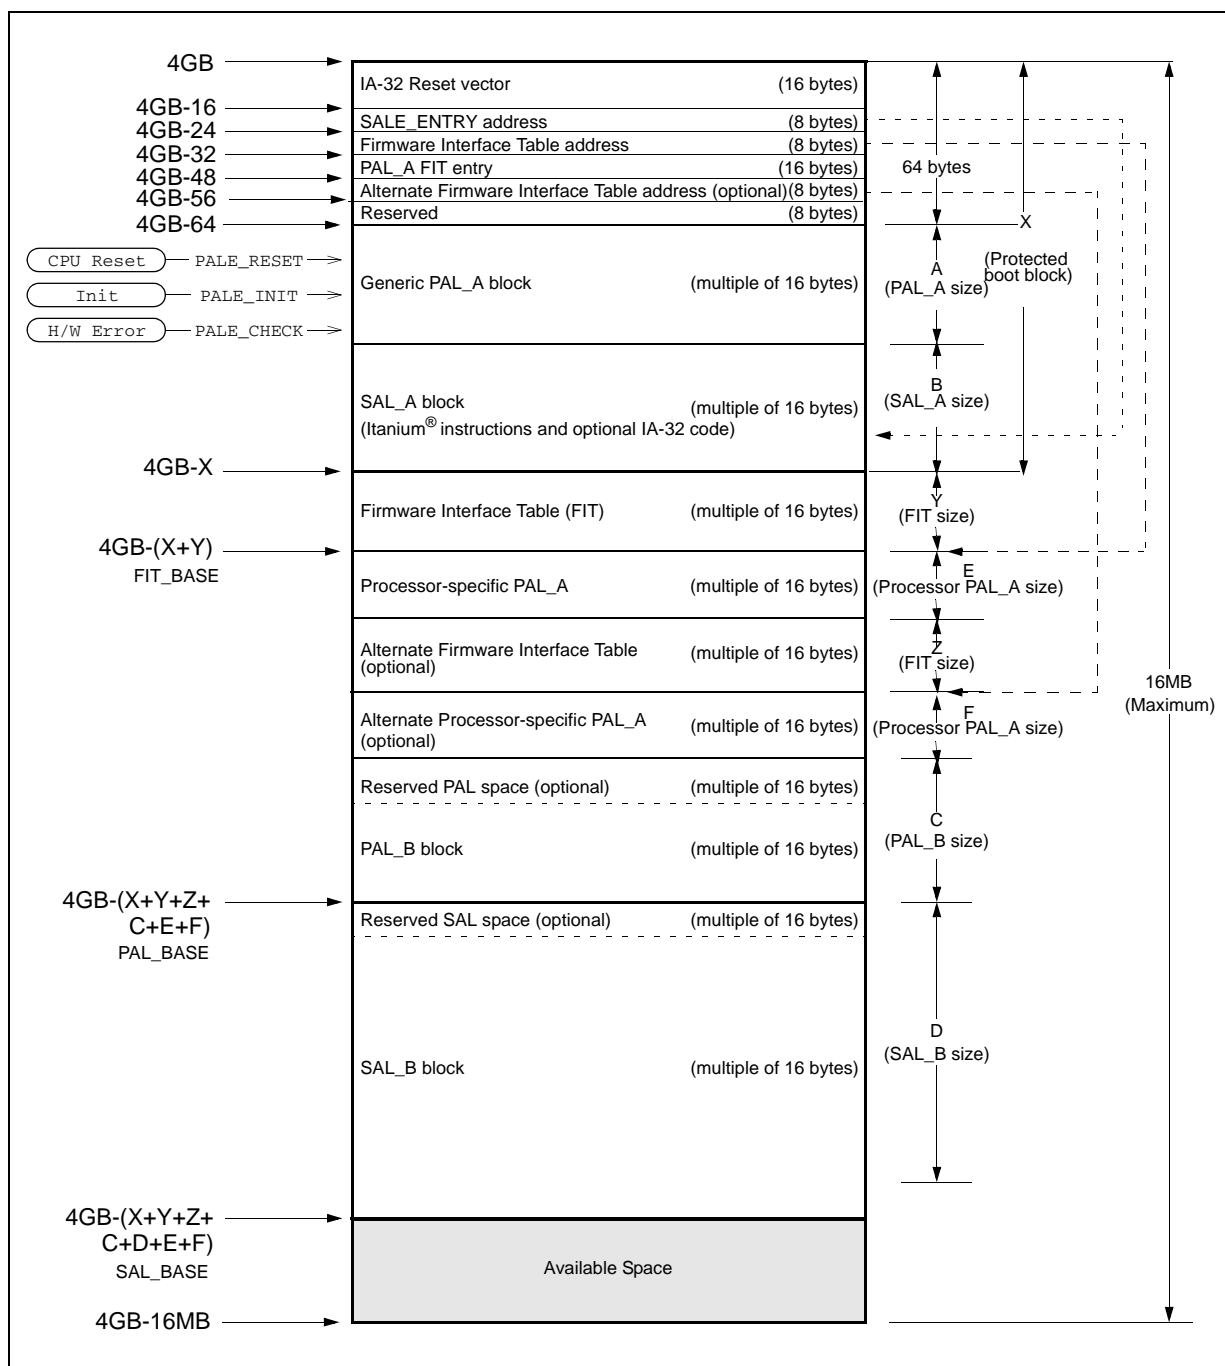 4GB
IA-32 Reset vector (16 bytes)
4GB-16
SALE_ENTRY address (8 bytes)
4GB-24
Firmware Interface Table address (8 bytes)
4GB-32
PAL_A FIT entry (16 bytes)
4GB-48
Alternate Firmware Interface Table address (optional) (8 bytes)
4GB-56
Reserved (8 bytes)
4GB-64
64 bytes
X
(Protected
boot block)
CPU Reset PALE_RESET
Init PALE_INIT
H/W Error PALE_CHECK
Generic PAL_A block (multiple of 16 bytes)
A
(PAL_A size)
SAL_A block (multiple of 16 bytes)
(Itanium® instructions and optional IA-32 code)
B
(SAL_A size)
4GB-X
Firmware Interface Table (FIT) (multiple of 16 bytes)
Y
(FIT size)
4GB-(X+Y)
FIT_BASE
Processor-specific PAL_A (multiple of 16 bytes)
E
(Processor PAL_A size)
Alternate Firmware Interface Table (multiple of 16 bytes)
(optional)
Z
(FIT size)
16MB
(Maximum)
Alternate Processor-specific PAL_A (multiple of 16 bytes)
(optional)
F
(Processor PAL_A size)
Reserved PAL space (optional) (multiple of 16 bytes)
PAL_B block (multiple of 16 bytes)
C
(PAL_B size)
4GB-(X+Y+Z+
C+E+F)
PAL_BASE
Reserved SAL space (optional) (multiple of 16 bytes)
SAL_B block (multiple of 16 bytes)
D
(SAL_B size)
4GB-(X+Y+Z+
C+D+E+F)
SAL_BASE
Available Space
4GB-16MB